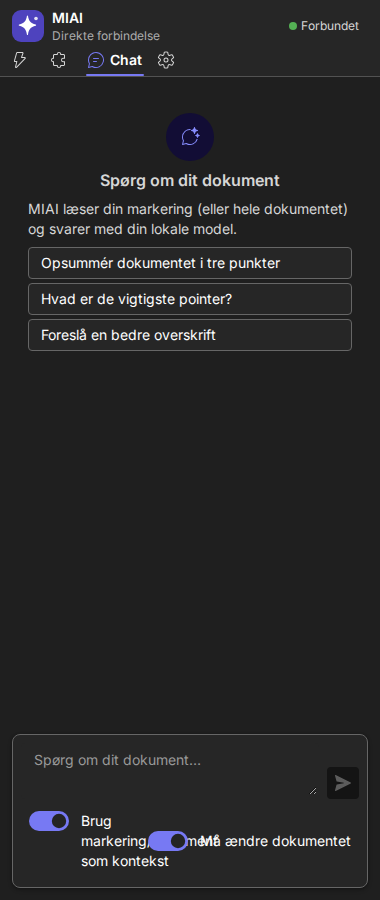 MIAI
Direkte forbindelse
Forbundet
Chat
Spørg om dit dokument
MIAI læser din markering (eller hele dokumentet)
og svarer med din lokale model.
Opsummér dokumentet i tre punkter
Hvad er de vigtigste pointer?
Foreslå en bedre overskrift
Spørg om dit dokument...
Brug
markering/
som kontekst
Må ændre dokumentet